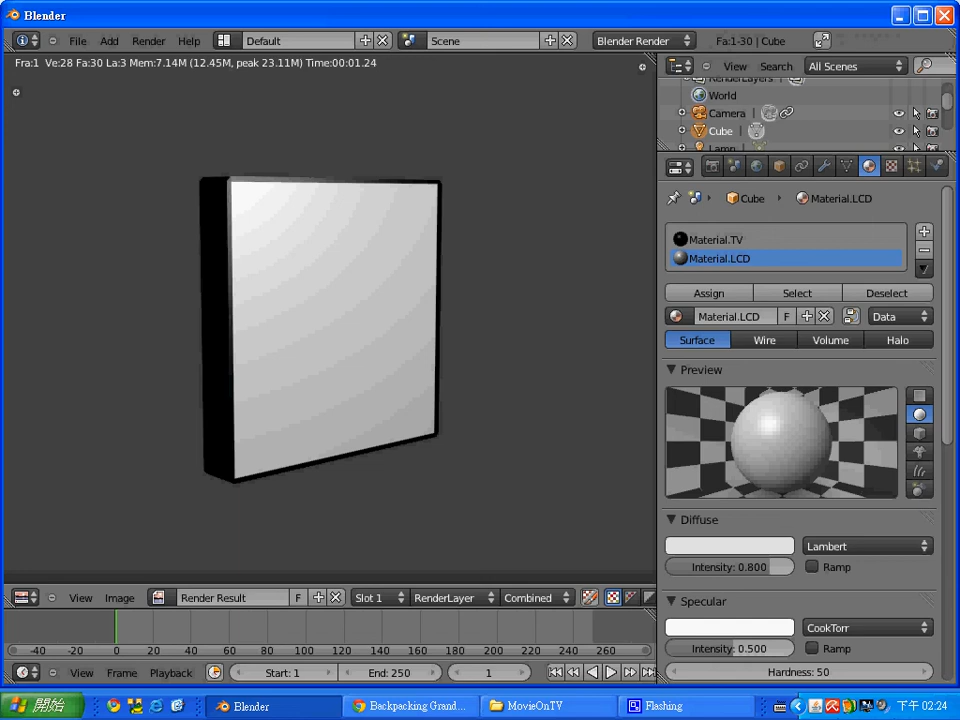 Blender
File Add Render Help Default Scene Blender Render Fa:1-30 | Cube
Fra:1 Ve:28 Fa:30 La:3 Mem:7.14M (12.45M, peak 23.11M) Time:00:01.24
View Search All Scenes
RenderLayers
World
Camera
Cube
Lamp
Cube Material.LCD
Material.TV
Material.LCD
Assign Select Deselect
Material.LCD F Data
Surface Wire Volume Halo
Preview
Diffuse
Lambert
Intensity: 0.800 Ramp
Specular
CookTorr
Intensity: 0.500 Ramp
Hardness: 50
View Image Render Result F Slot 1 RenderLayer Combined
-40 -20 0 20 40 60 80 100 120 140 160 180 200 220 240 260
View Frame Playback Start: 1 End: 250 1
開始 Blender Backpacking Grand... MovieOnTV Flashing 下午 02:24